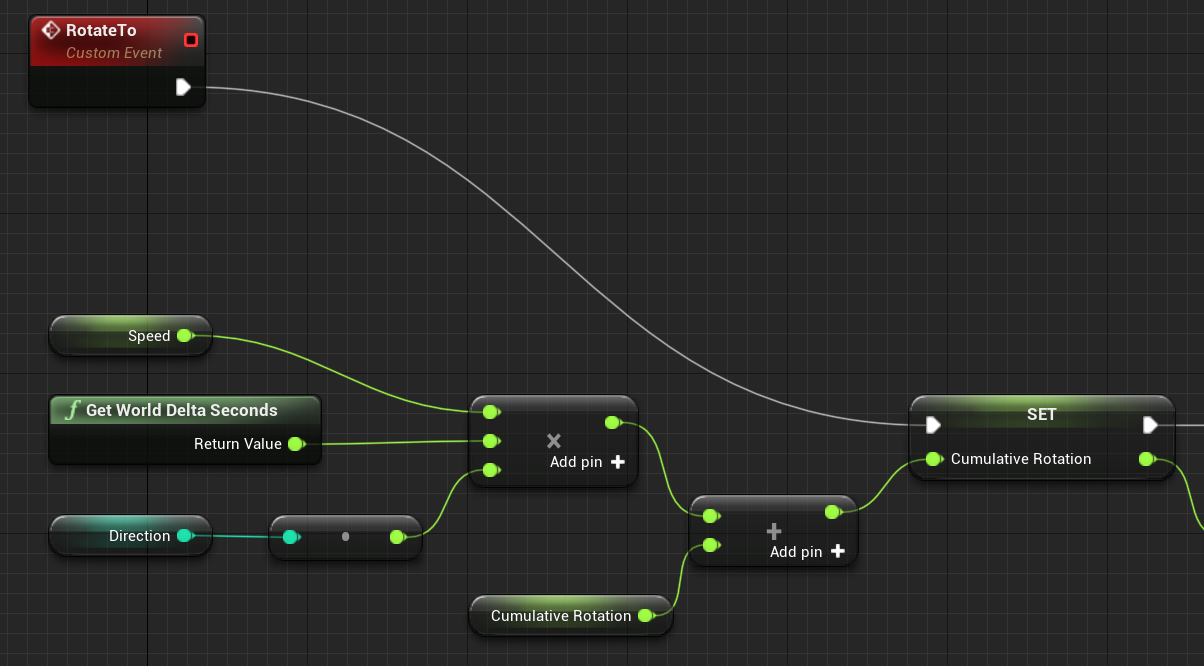 RotateTo
Custom Event
Speed
f Get World Delta Seconds
Return Value
Add pin
SET
Cumulative Rotation
Direction
Add pin
Cumulative Rotation